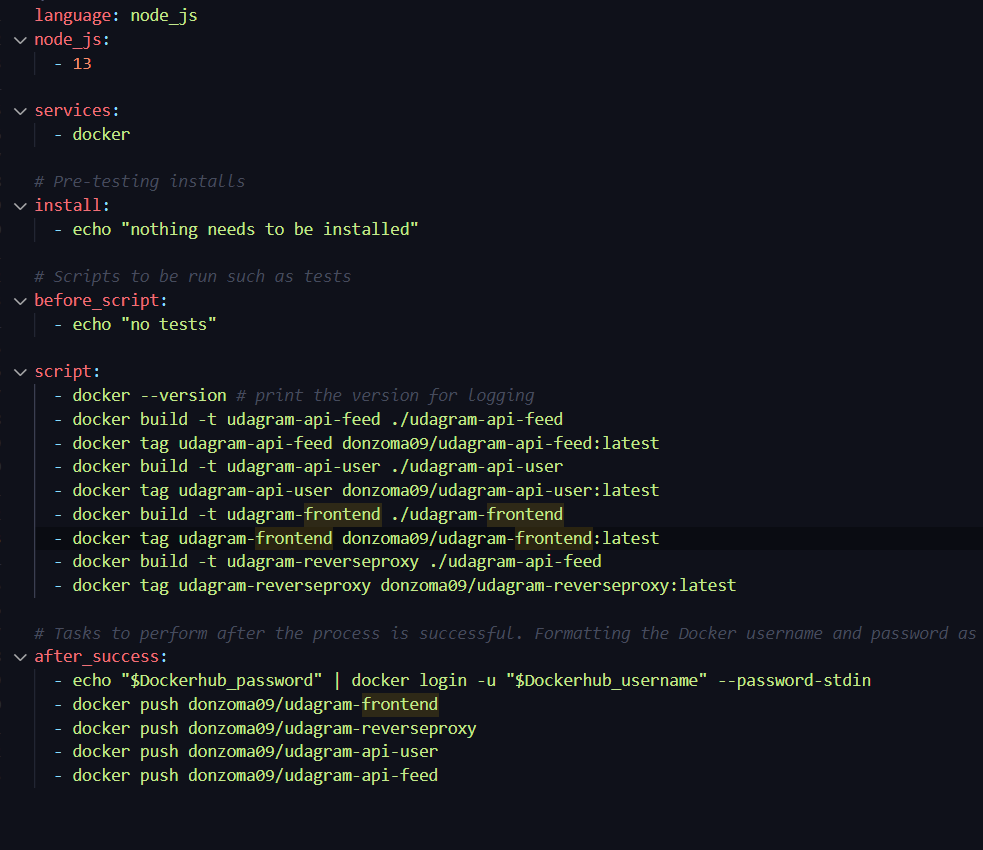 language: node_js
node_js:
- 13
services:
- docker
# Pre-testing installs
install:
- echo "nothing needs to be installed"
# Scripts to be run such as tests
before_script:
- echo "no tests"
script:
- docker --version # print the version for logging
- docker build -t udagram-api-feed ./udagram-api-feed
- docker tag udagram-api-feed donzoma09/udagram-api-feed:latest
- docker build -t udagram-api-user ./udagram-api-user
- docker tag udagram-api-user donzoma09/udagram-api-user:latest
- docker build -t udagram-frontend ./udagram-frontend
- docker tag udagram-frontend donzoma09/udagram-frontend:latest
- docker build -t udagram-reverseproxy ./udagram-api-feed
- docker tag udagram-reverseproxy donzoma09/udagram-reverseproxy:latest
# Tasks to perform after the process is successful. Formatting the Docker username and password as
after_success:
- echo "$Dockerhub_password" | docker login -u "$Dockerhub_username" --password-stdin
- docker push donzoma09/udagram-frontend
- docker push donzoma09/udagram-reverseproxy
- docker push donzoma09/udagram-api-user
- docker push donzoma09/udagram-api-feed